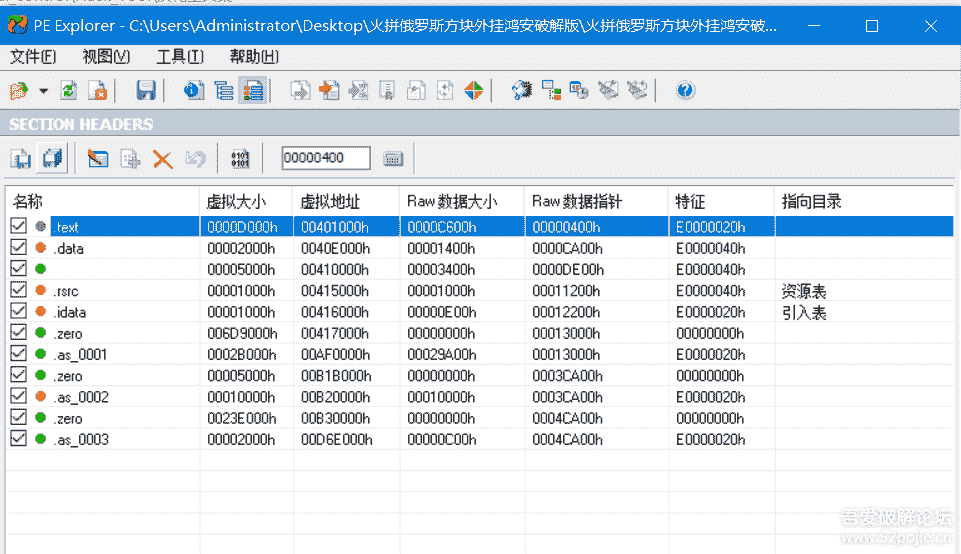 PE Explorer - C:\Users\Administrator\Desktop\火拼俄罗斯方块外挂鸿安破解版\火拼俄罗斯方块外挂鸿安破...
文件(F) 视图(V) 工具(I) 帮助(H)
SECTION HEADERS
00000400
名称 虚拟大小 虚拟地址 Raw 数据大小 Raw 数据指针 特征 指向目录
.text 0000D000h 00401000h 0000C600h 00000400h E0000020h
.data 00002000h 0040E000h 00001400h 0000CA00h E0000040h
00005000h 00410000h 00003400h 0000DE00h E0000040h
.rsrc 00001000h 00415000h 00001000h 00011200h E0000040h 资源表
.idata 00001000h 00416000h 00000E00h 00012200h E0000020h 引入表
.zero 006D9000h 00417000h 00000000h 00013000h 00000000h
.as_0001 0002B000h 00AF0000h 00029A00h 00013000h E0000020h
.zero 00005000h 00B1B000h 00000000h 0003CA00h 00000000h
.as_0002 00010000h 00B20000h 00010000h 0003CA00h E0000020h
.zero 0023E000h 00B30000h 00000000h 0004CA00h 00000000h
.as_0003 00002000h 00D6E000h 00000C00h 0004CA00h E0000020h
吾爱破解论坛
www.52pojie.cn